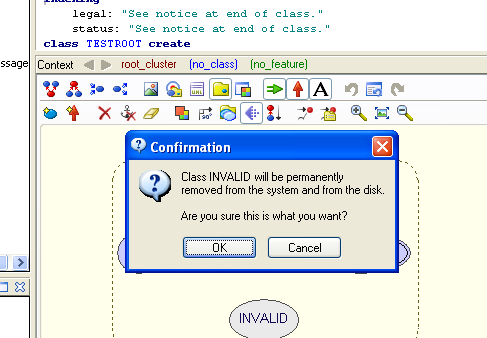 legal: "See notice at end of class."
status: "See notice at end of class."
class TESTROOT create
ssage
Context root_cluster (no_class) (no_feature)
URL
A
90°
Confirmation
Class INVALID will be permanently
removed from the system and from the disk.
Are you sure this is what you want?
OK Cancel
INVALID